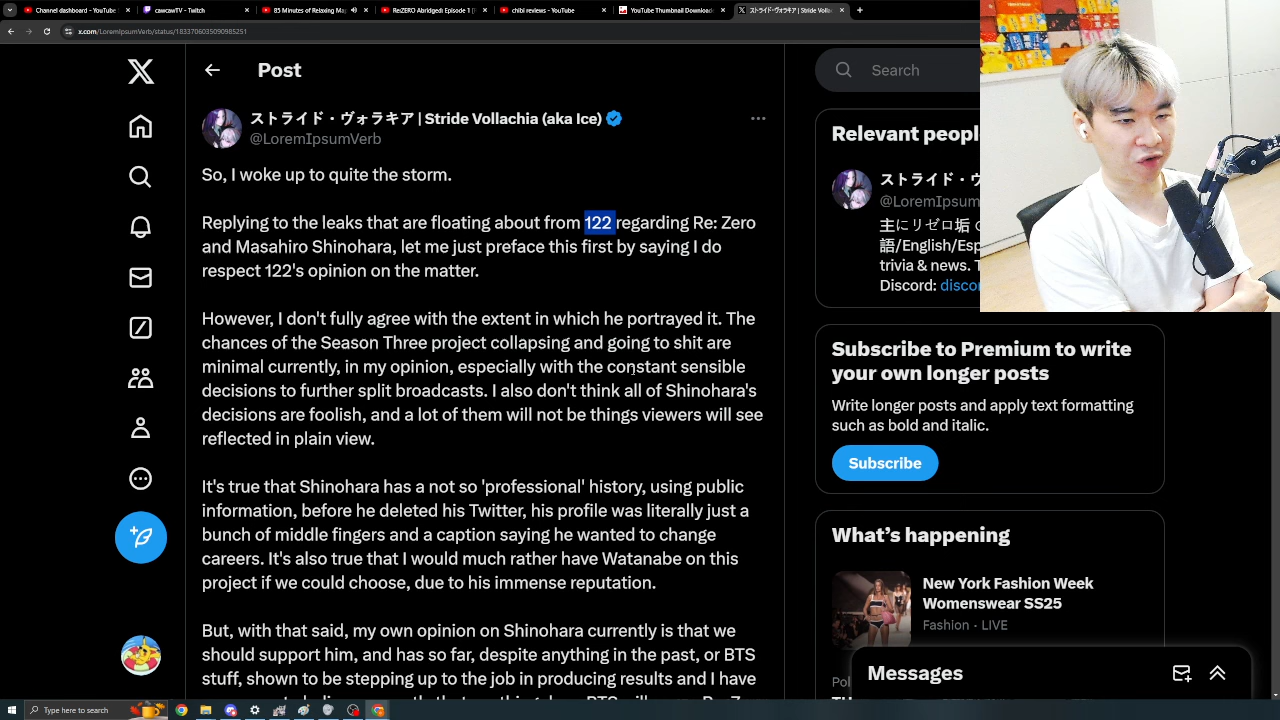 Channel dashboard - YouTube
cawcawTV - Twitch
85 Minutes of Relaxing Ma
Re:ZERO Abridged: Episode 1 [
chibi reviews - YouTube
YouTube Thumbnail Download
ストライド・ヴォラキア | Stride Voll
x.com/LoremIpsumVerb/status/1833706035090985251
Post
Search
ストライド・ヴォラキア | Stride Vollachia (aka Ice)
@LoremIpsumVerb
So, I woke up to quite the storm.
Replying to the leaks that are floating about from 122 regarding Re: Zero
and Masahiro Shinohara, let me just preface this first by saying I do
respect 122's opinion on the matter.
However, I don't fully agree with the extent in which he portrayed it. The
chances of the Season Three project collapsing and going to shit are
minimal currently, in my opinion, especially with the constant sensible
decisions to further split broadcasts. I also don't think all of Shinohara's
decisions are foolish, and a lot of them will not be things viewers will see
reflected in plain view.
It's true that Shinohara has a not so 'professional' history, using public
information, before he deleted his Twitter, his profile was literally just a
bunch of middle fingers and a caption saying he wanted to change
careers. It's also true that I would much rather have Watanabe on this
project if we could choose, due to his immense reputation.
But, with that said, my own opinion on Shinohara currently is that we
should support him, and has so far, despite anything in the past, or BTS
stuff, shown to be stepping up to the job in producing results and I have
Relevant peopl
ストライド・ヴ
@LoremIpsum
主にリゼロ垢
語/English/Esp
trivia & news. T
Discord: disco
Subscribe to Premium to write
your own longer posts
Write longer posts and apply text formatting
such as bold and italic.
Subscribe
What's happening
New York Fashion Week
Womenswear SS25
Fashion · LIVE
Pol
Messages
Type here to search